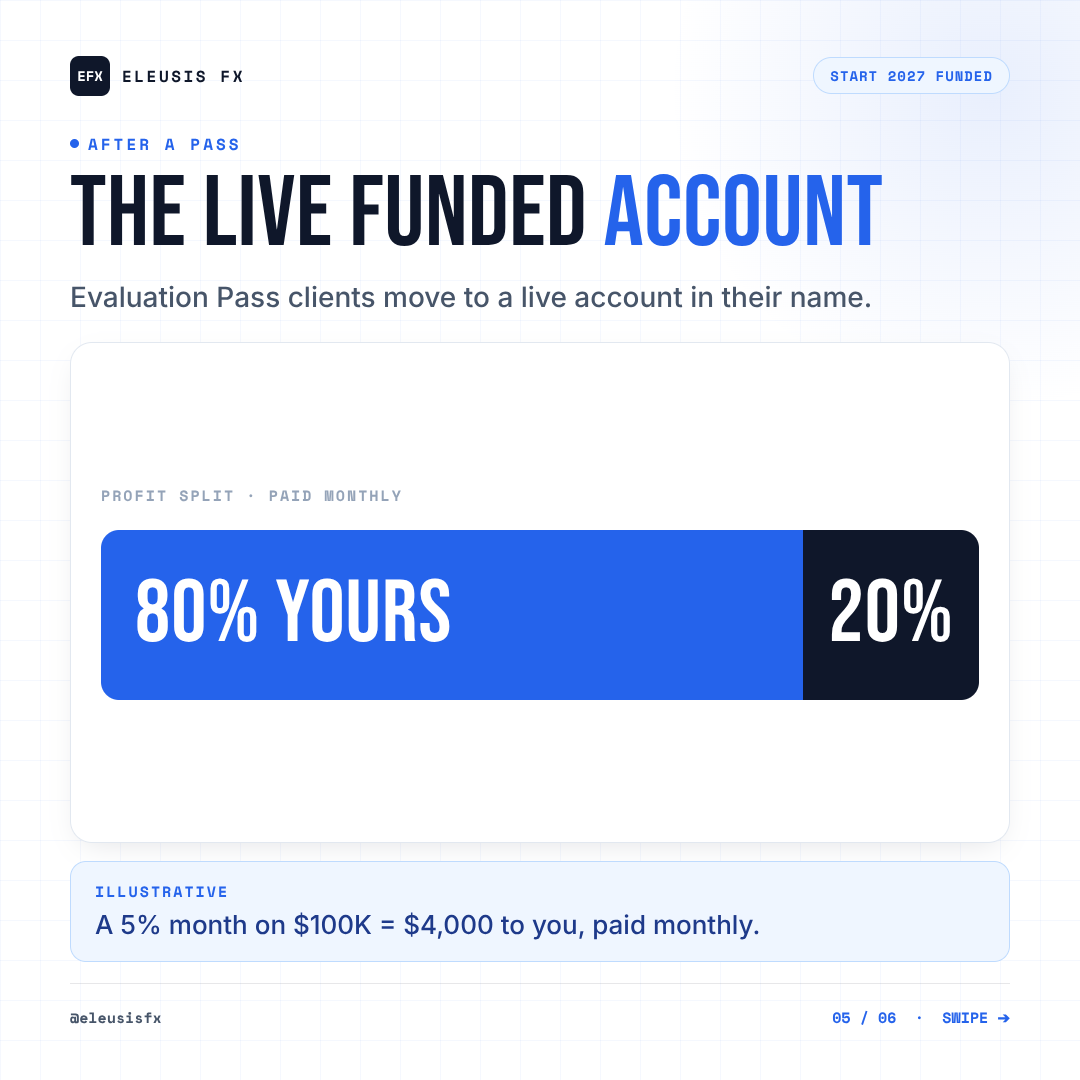 EFX ELEUSIS FX
START 2027 FUNDED
AFTER A PASS
THE LIVE FUNDED ACCOUNT
Evaluation Pass clients move to a live account in their name.
PROFIT SPLIT · PAID MONTHLY
80% YOURS
20%
ILLUSTRATIVE
A 5% month on $100K = $4,000 to you, paid monthly.
@eleusisfx
05 / 06 · SWIPE ➔